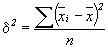 δ² = Σ(xᵢ − x)² / n